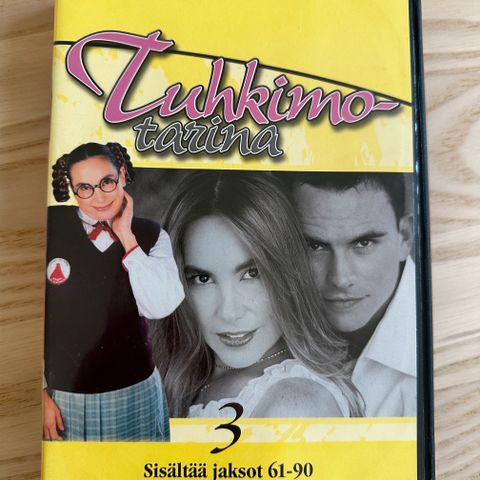 Tuhkimo-
tarina
3
Sisältää jaksot 61-90